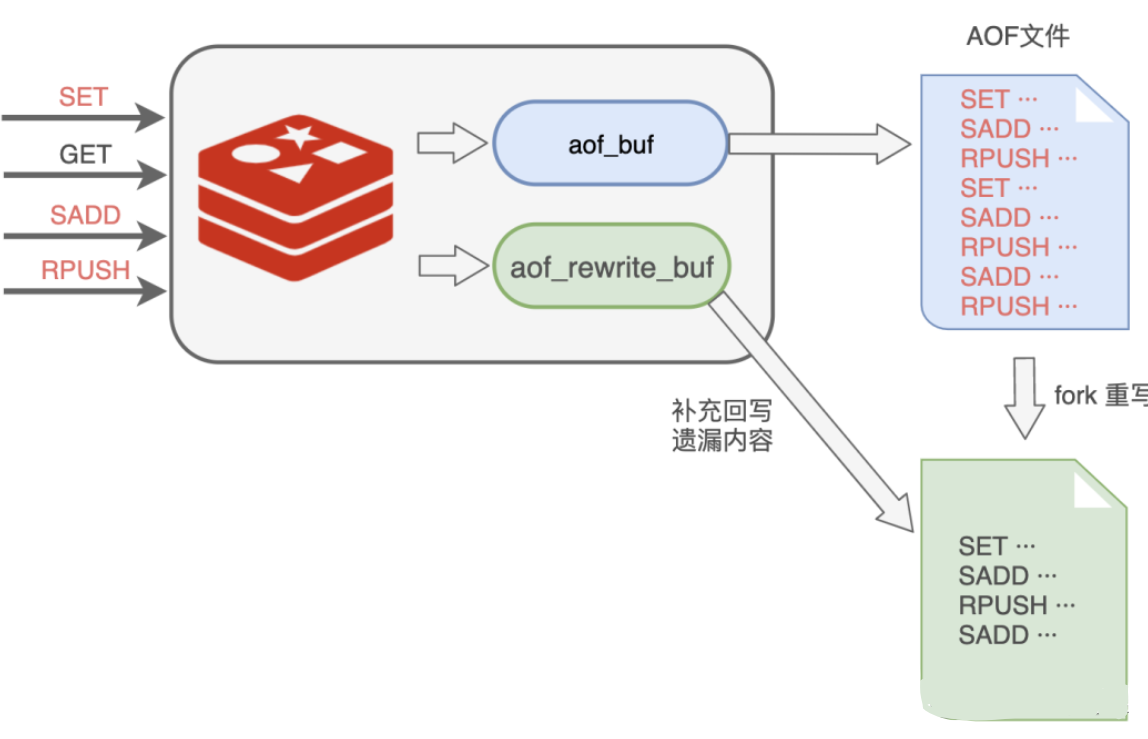 AOF文件
SET
GET
SADD
RPUSH
aof_buf
aof_rewrite_buf
SET ···
SADD ···
RPUSH ···
SET ···
SADD ···
RPUSH ···
SADD ···
RPUSH ···
补充回写
遗漏内容
fork 重写
SET ···
SADD ···
RPUSH ···
SADD ···